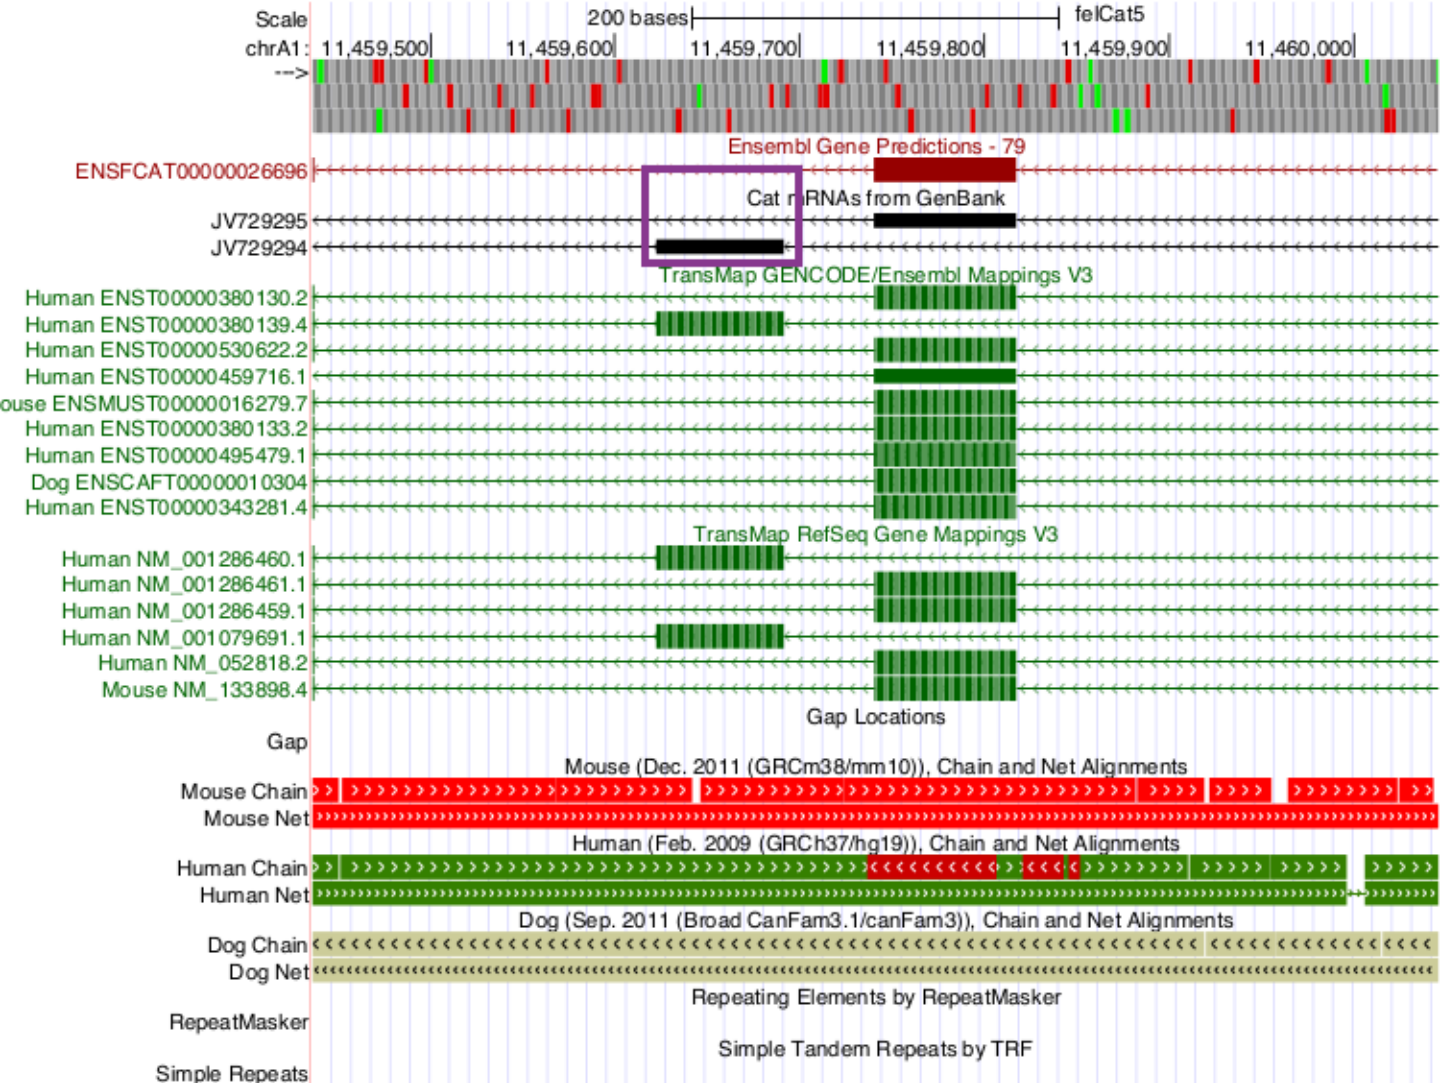 Scale 200 bases felCat5
chrA1: 11,459,500 11,459,600 11,459,700 11,459,800 11,459,900 11,460,000
--->
Ensembl Gene Predictions - 79
ENSFCAT00000026696
Cat mRNAs from GenBank
JV729295
JV729294
TransMap GENCODE/Ensembl Mappings V3
Human ENST00000380130.2
Human ENST00000380139.4
Human ENST00000530622.2
Human ENST00000459716.1
ouse ENSMUST00000016279.7
Human ENST00000380133.2
Human ENST00000495479.1
Dog ENSCAFT00000010304
Human ENST00000343281.4
TransMap RefSeq Gene Mappings V3
Human NM_001286460.1
Human NM_001286461.1
Human NM_001286459.1
Human NM_001079691.1
Human NM_052818.2
Mouse NM_133898.4
Gap Locations
Gap
Mouse (Dec. 2011 (GRCm38/mm10)), Chain and Net Alignments
Mouse Chain
Mouse Net
Human (Feb. 2009 (GRCh37/hg19)), Chain and Net Alignments
Human Chain
Human Net
Dog (Sep. 2011 (Broad CanFam3.1/canFam3)), Chain and Net Alignments
Dog Chain
Dog Net
Repeating Elements by RepeatMasker
RepeatMasker
Simple Tandem Repeats by TRF
Simple Repeats